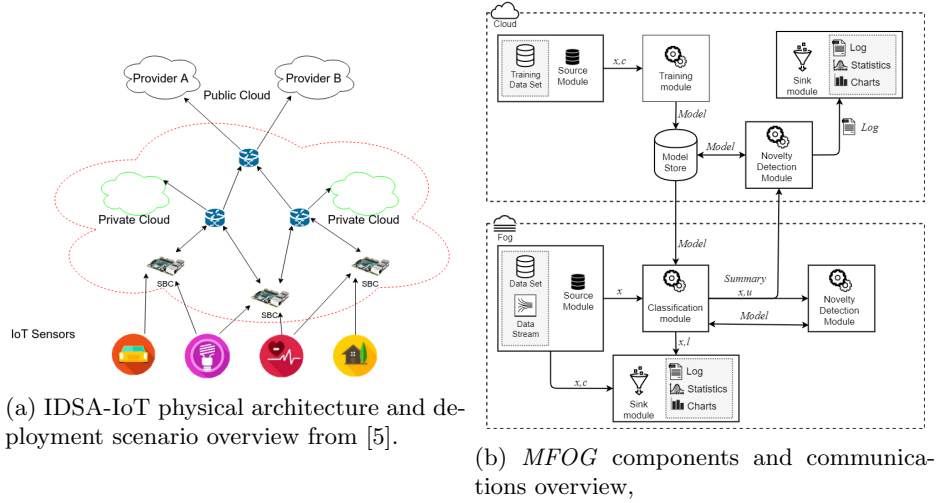 Provider A
Provider B
Public Cloud
Private Cloud
Private Cloud
SBC
SBC
SBC
IoT Sensors
(a) IDSA-IoT physical architecture and de-
ployment scenario overview from [5].
Cloud
Training
Data Set
Source
Module
x,c
Training
module
Model
Model
Store
Model
Novelty
Detection
Module
Log
Sink
module
Log
Statistics
Charts
Fog
Model
Data Set
Data
Stream
Source
Module
x
Classification
module
Summary
x,u
Model
Novelty
Detection
Module
x,l
x,c
Sink
module
Log
Statistics
Charts
(b) MFOG components and communica-
tions overview,